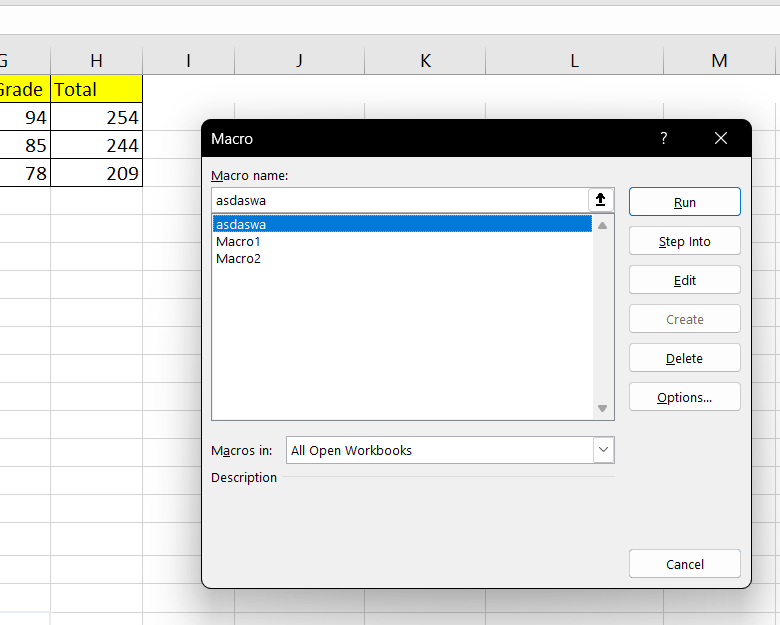 G H I J K L M
Grade Total
94 254
85 244
78 209
Macro ?
Macro name:
asdaswa
asdaswa
Macro1
Macro2
Run
Step Into
Edit
Create
Delete
Options...
Macros in: All Open Workbooks
Description
Cancel